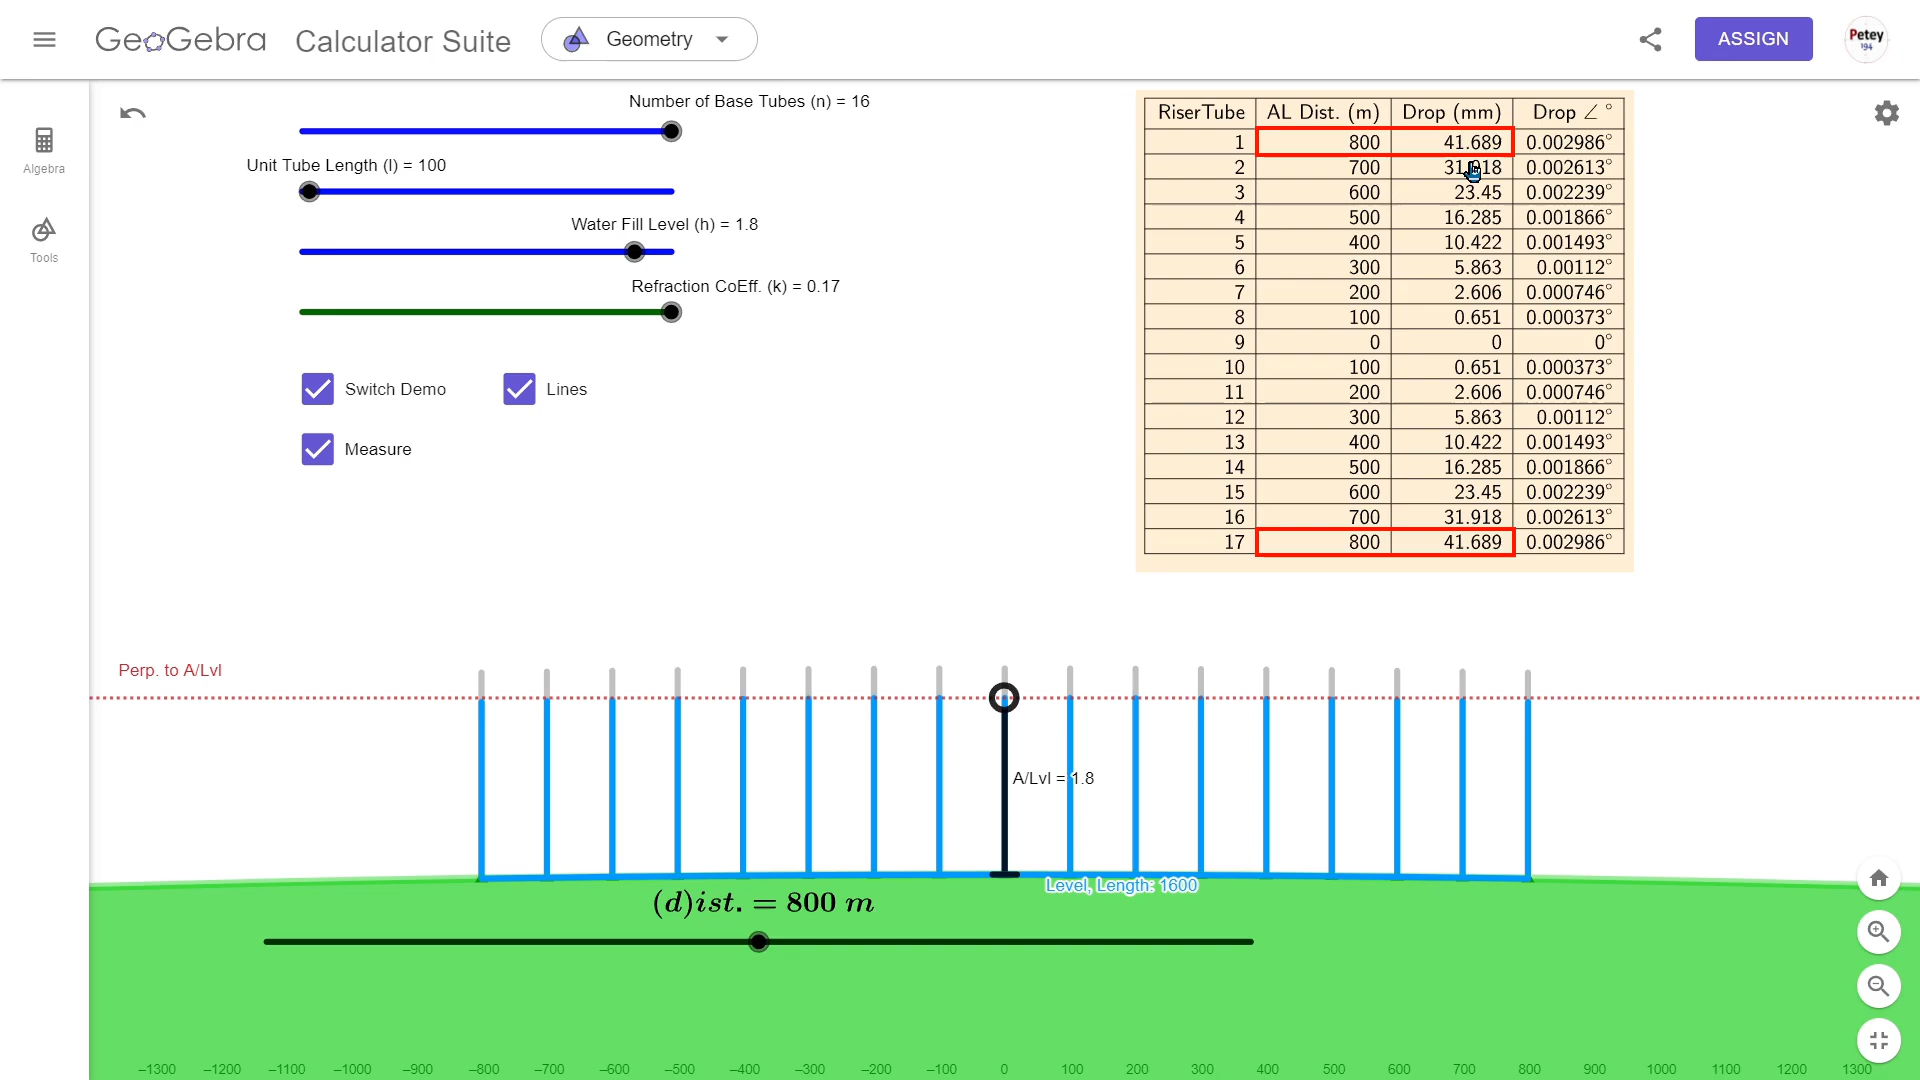 GeoGebra Calculator Suite Geometry ASSIGN Petey 194
Algebra
Tools
Number of Base Tubes (n) = 16
Unit Tube Length (l) = 100
Water Fill Level (h) = 1.8
Refraction CoEff. (k) = 0.17
Switch Demo Lines
Measure
RiserTube AL Dist. (m) Drop (mm) Drop ∠ °
1 800 41.689 0.002986°
2 700 31.918 0.002613°
3 600 23.45 0.002239°
4 500 16.285 0.001866°
5 400 10.422 0.001493°
6 300 5.863 0.00112°
7 200 2.606 0.000746°
8 100 0.651 0.000373°
9 0 0 0°
10 100 0.651 0.000373°
11 200 2.606 0.000746°
12 300 5.863 0.00112°
13 400 10.422 0.001493°
14 500 16.285 0.001866°
15 600 23.45 0.002239°
16 700 31.918 0.002613°
17 800 41.689 0.002986°
Perp. to A/Lvl
A/Lvl = 1.8
Level, Length: 1600
(d)ist. = 800 m
–1300 –1200 –1100 –1000 –900 –800 –700 –600 –500 –400 –300 –200 –100 0 100 200 300 400 500 600 700 800 900 1000 1100 1200 1300